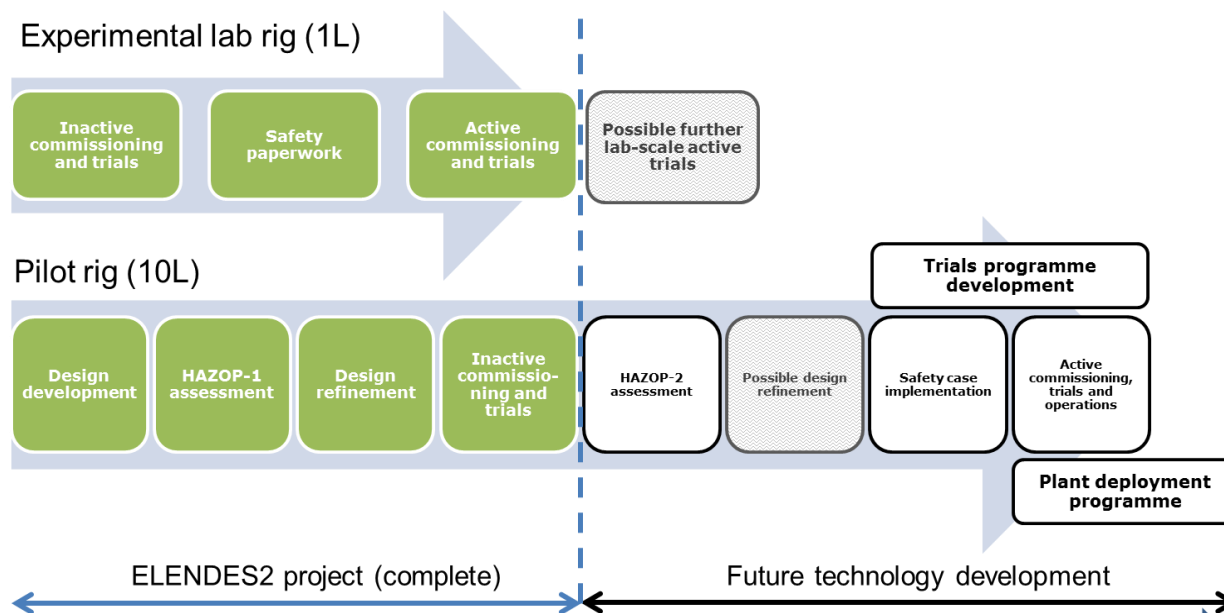 Experimental lab rig (1L)
Inactive
commissioning
and trials
Safety
paperwork
Active
commissioning
and trials
Possible further
lab-scale active
trials
Pilot rig (10L)
Trials programme
development
Design
development
HAZOP-1
assessment
Design
refinement
Inactive
commissio-
ning and
trials
HAZOP-2
assessment
Possible design
refinement
Safety case
implementation
Active
commissioning,
trials and
operations
Plant deployment
programme
ELENDES2 project (complete)
Future technology development